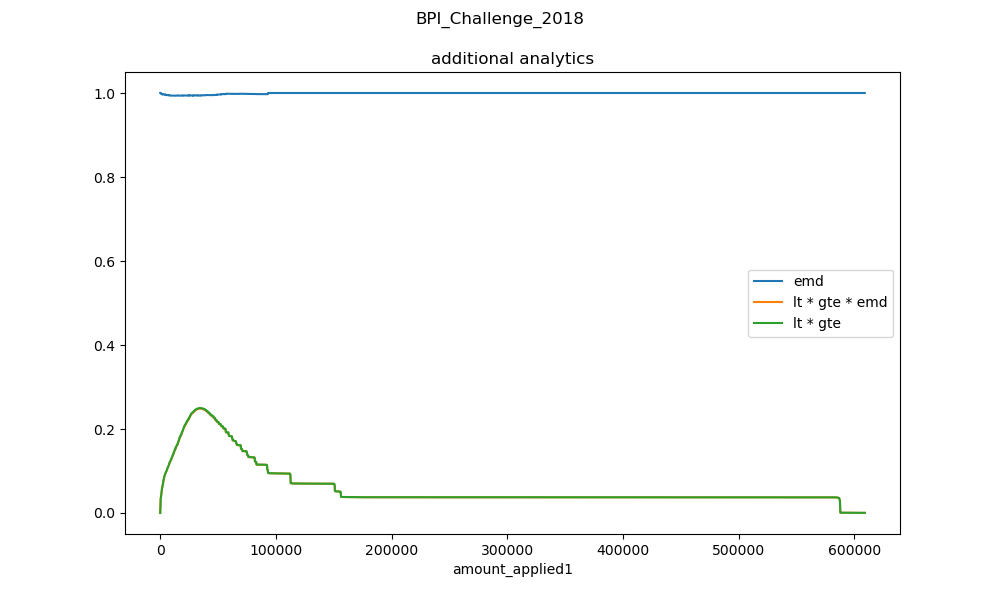 BPI_Challenge_2018
additional analytics
1.0
0.8
0.6
0.4
0.2
0.0
emd
lt * gte * emd
lt * gte
0 100000 200000 300000 400000 500000 600000
amount_applied1